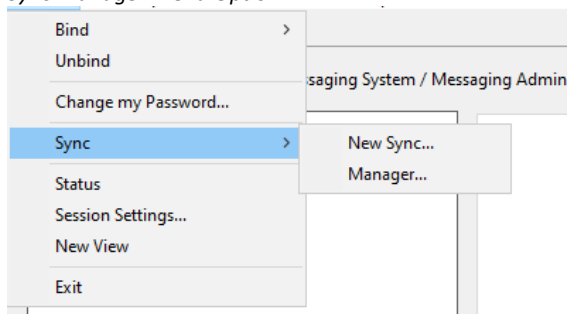 Bind
Unbind
ssaging System / Messaging Admin
Change my Password...
Sync
New Sync...
Manager...
Status
Session Settings...
New View
Exit